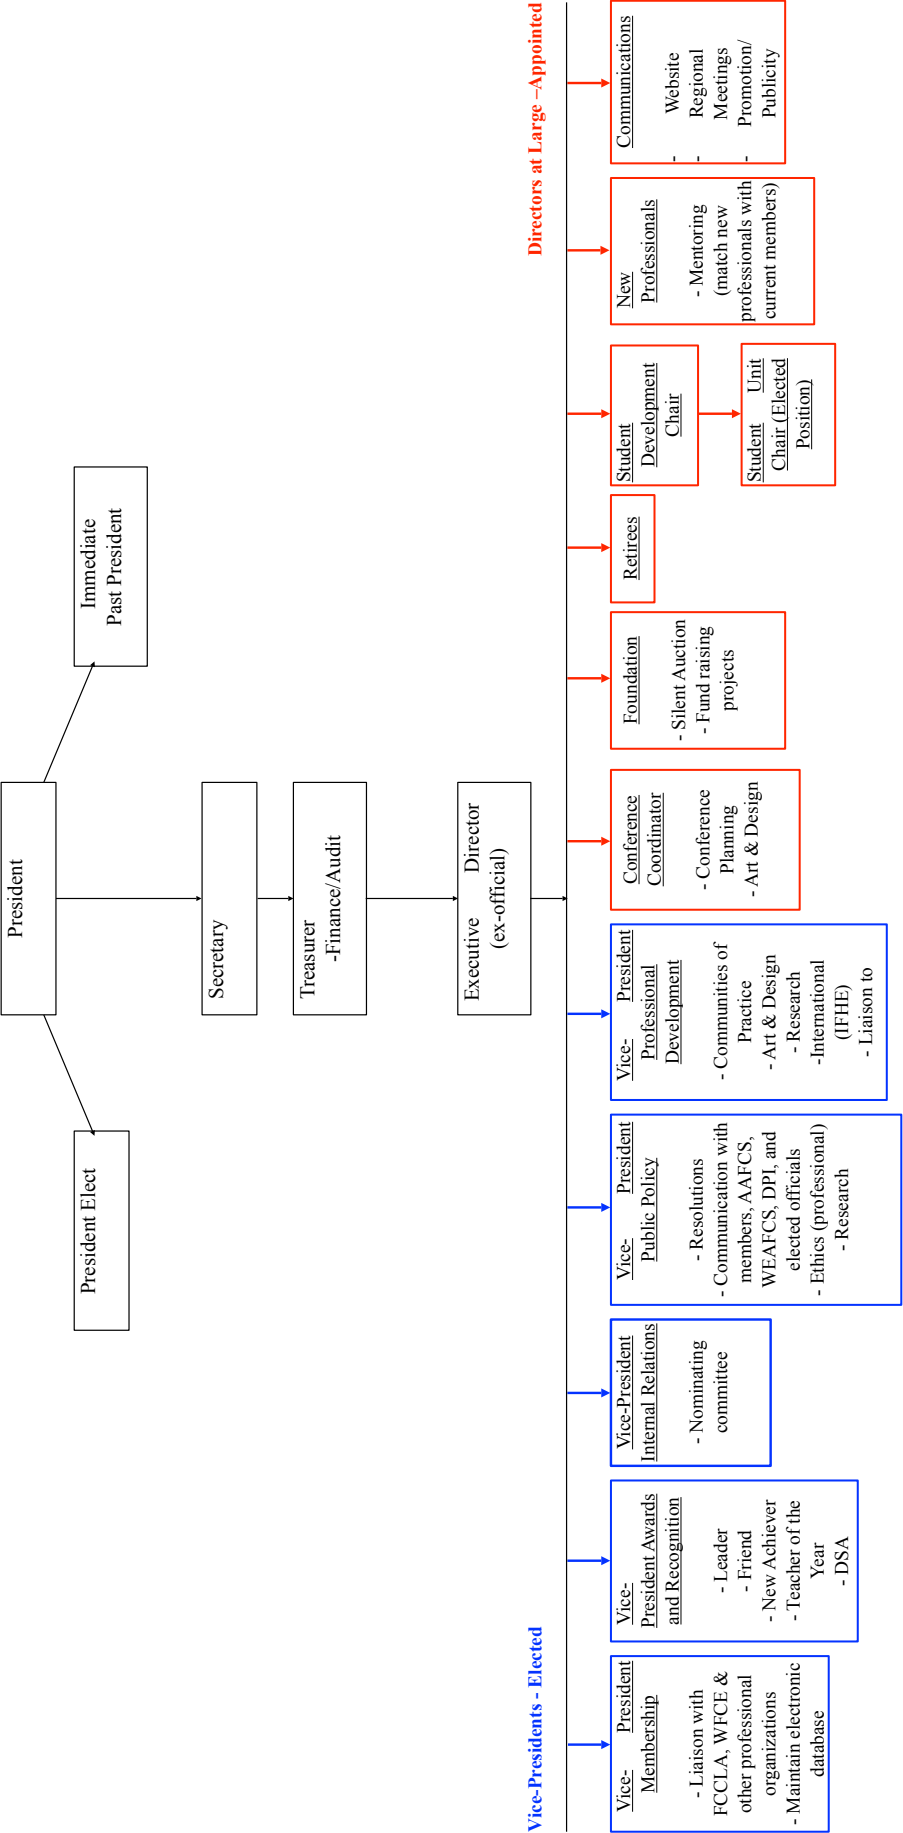 President
President Elect
Immediate
Past President
Secretary
Treasurer
-Finance/Audit
Executive Director
(ex-official)
Vice-Presidents - Elected
Directors at Large –Appointed
Vice- President
Membership
- Liaison with
FCCLA, WFCE &
other professional
organizations
- Maintain electronic
database
Vice-
President Awards
and Recognition
- Leader
- Friend
- New Achiever
- Teacher of the
Year
- DSA
Vice-President
Internal Relations
- Nominating
committee
Vice- President
Public Policy
- Resolutions
- Communication with
members, AAFCS,
WEAFCS, DPI, and
elected officials
- Ethics (professional)
- Research
Vice- President
Professional
Development
- Communities of
Practice
- Art & Design
- Research
-International
(IFHE)
- Liaison to
Conference
Coordinator
- Conference
Planning
- Art & Design
Foundation
- Silent Auction
- Fund raising
projects
Retirees
Student
Development
Chair
Student Unit
Chair (Elected
Position)
New
Professionals
- Mentoring
(match new
professionals with
current members)
Communications
- Website
- Regional
Meetings
- Promotion/
Publicity